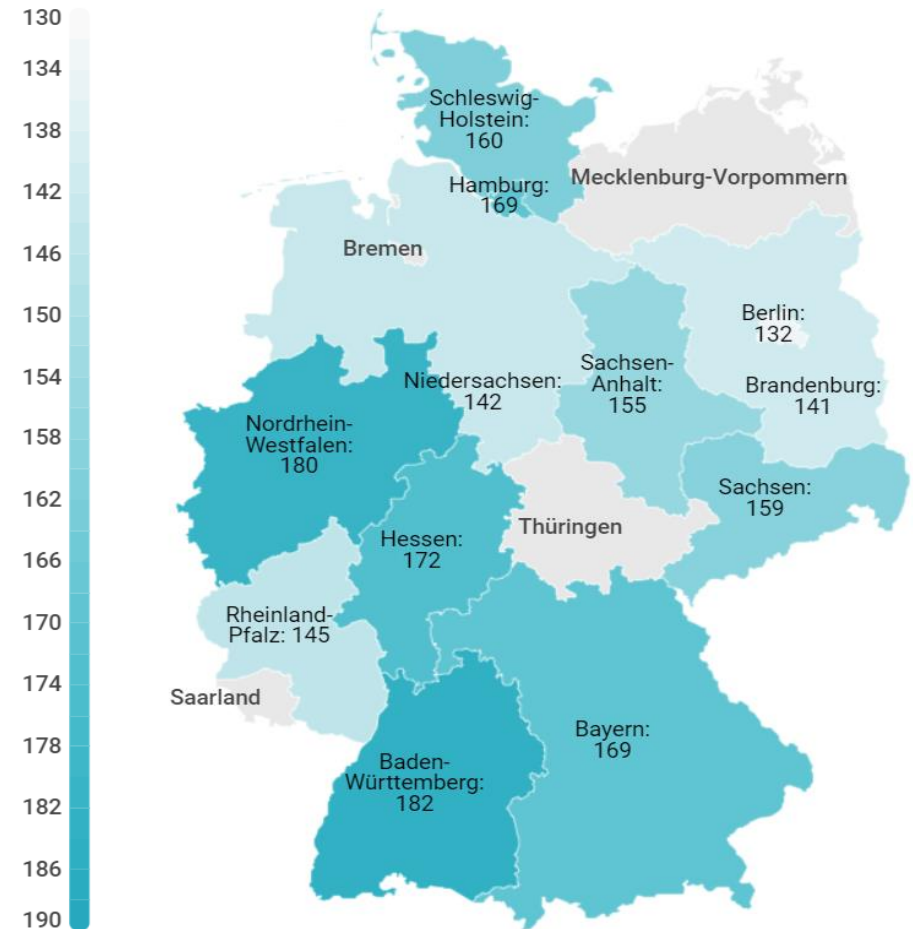 130
134
138
142
146
150
154
158
162
166
170
174
178
182
186
190
Schleswig-
Holstein:
160
Hamburg:
169
Mecklenburg-Vorpommern
Bremen
Berlin:
132
Niedersachsen:
142
Sachsen-
Anhalt:
155
Brandenburg:
141
Nordrhein-
Westfalen:
180
Sachsen:
159
Thüringen
Hessen:
172
Rheinland-
Pfalz: 145
Saarland
Bayern:
169
Baden-
Württemberg:
182